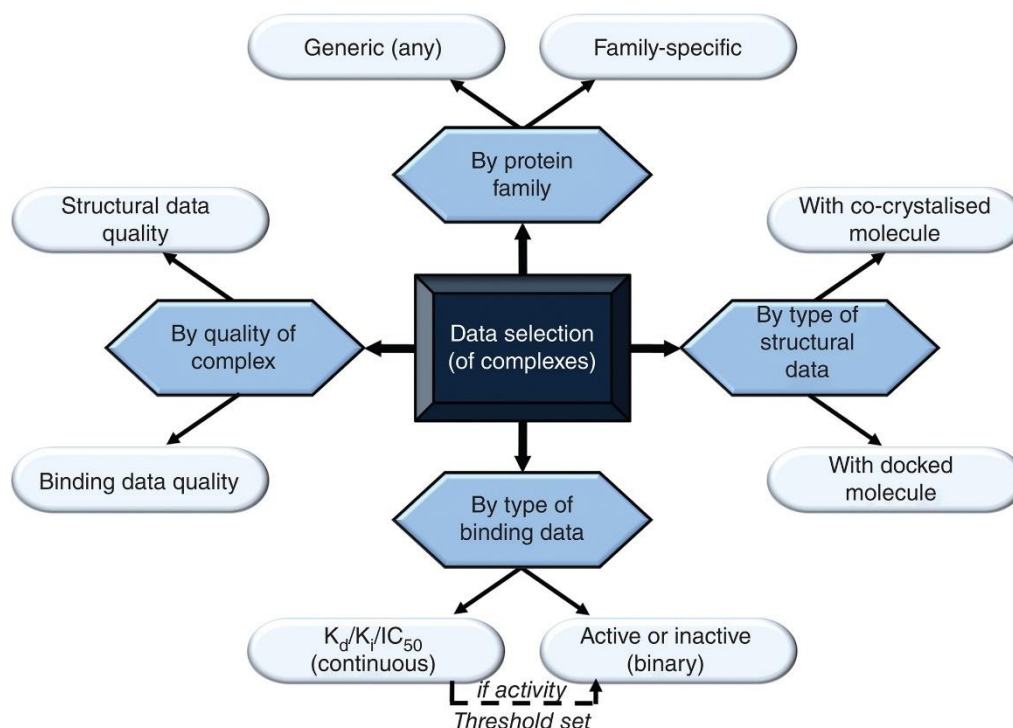 Generic (any)
Family-specific
By protein
family
Structural data
quality
With co-crystalised
molecule
By quality of
complex
Data selection
(of complexes)
By type of
structural
data
Binding data quality
With docked
molecule
By type of
binding data
Kd/Ki/IC50
(continuous)
Active or inactive
(binary)
if activity
Threshold set